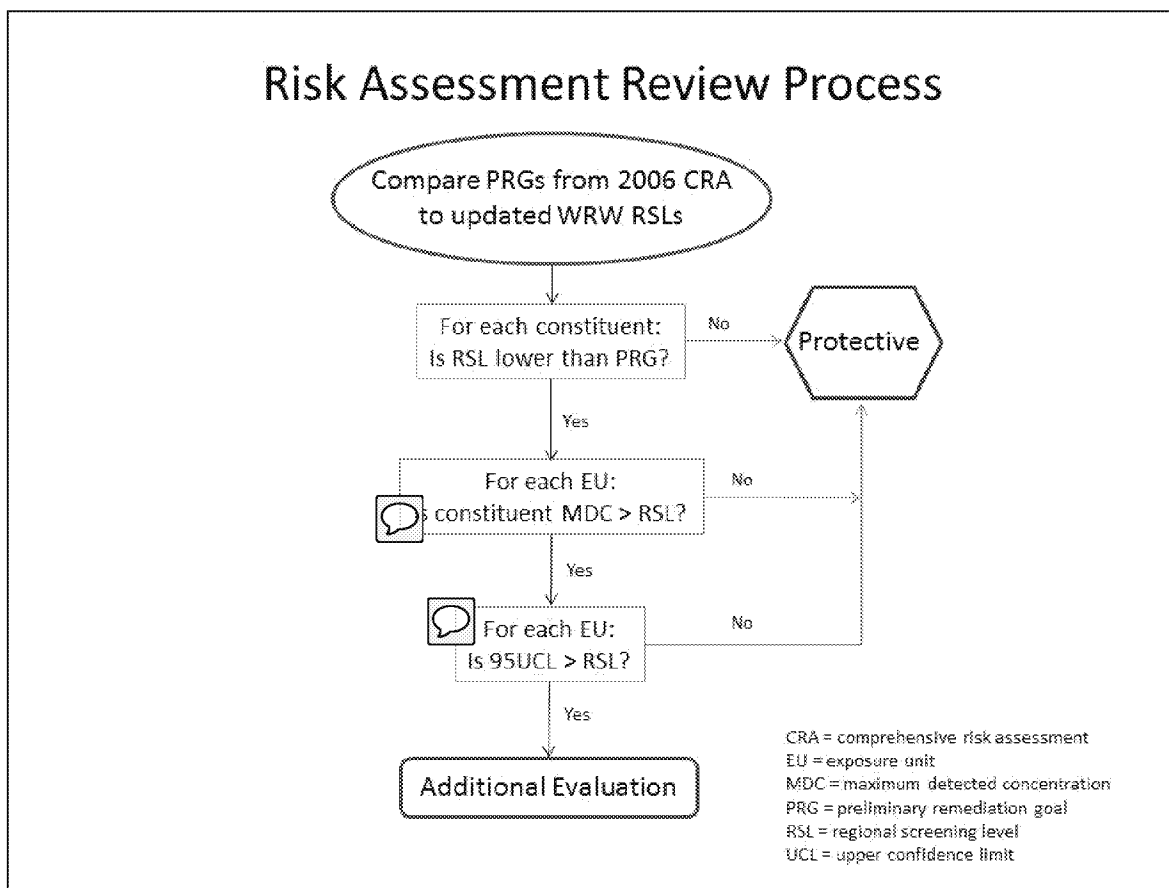 Risk Assessment Review Process
Compare PRGs from 2006 CRA
to updated WRW RSLs
For each constituent:
Is RSL lower than PRG?
No
Protective
Yes
For each EU:
s constituent MDC > RSL?
No
Yes
For each EU:
Is 95UCL > RSL?
No
Yes
Additional Evaluation
CRA = comprehensive risk assessment
EU = exposure unit
MDC = maximum detected concentration
PRG = preliminary remediation goal
RSL = regional screening level
UCL = upper confidence limit